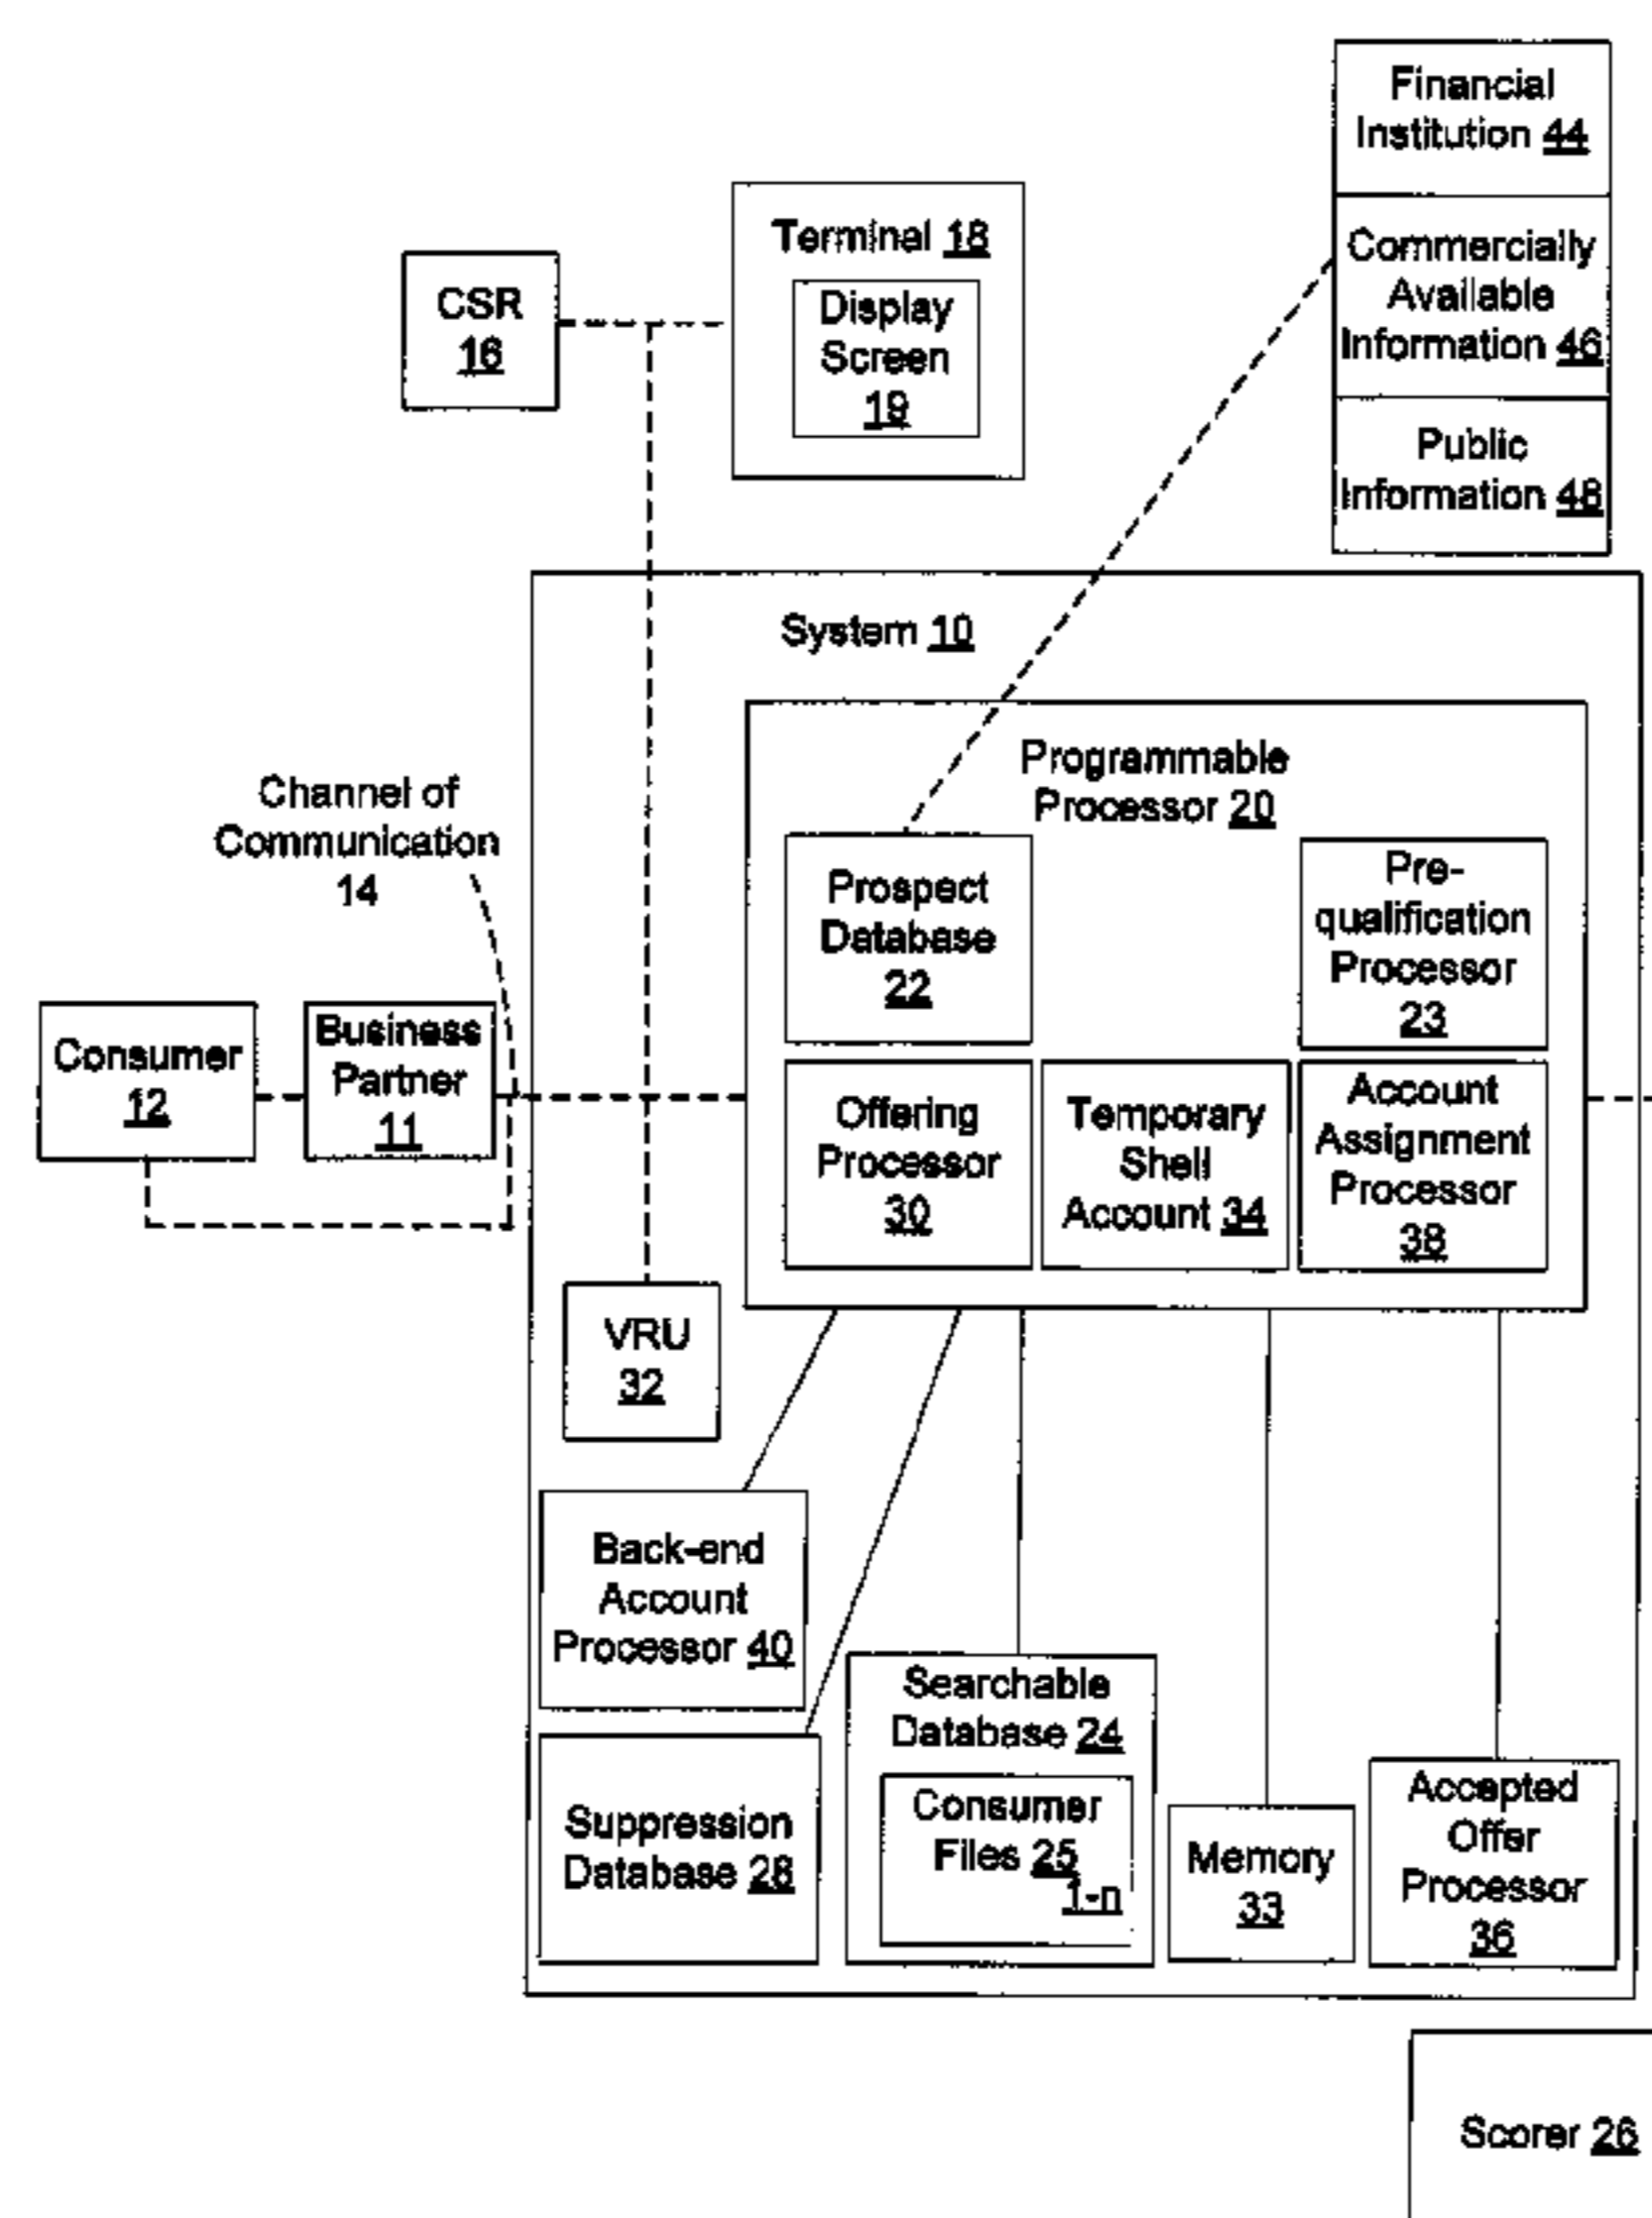 Financial
Institution 44
Commercially
Available
Information 46
Public
Information 48
Terminal 18
Display
Screen
19
CSR
16
System 10
Programmable
Processor 20
Channel of
Communication
14
Prospect
Database
22
Pre-
qualification
Processor
23
Consumer
12
Business
Partner
11
Offering
Processor
30
Temporary
Shell
Account 34
Account
Assignment
Processor
38
VRU
32
Back-end
Account
Processor 40
Searchable
Database 24
Consumer
Files 25
1-n
Suppression
Database 28
Memory
33
Accepted
Offer
Processor
36
Scorer 26